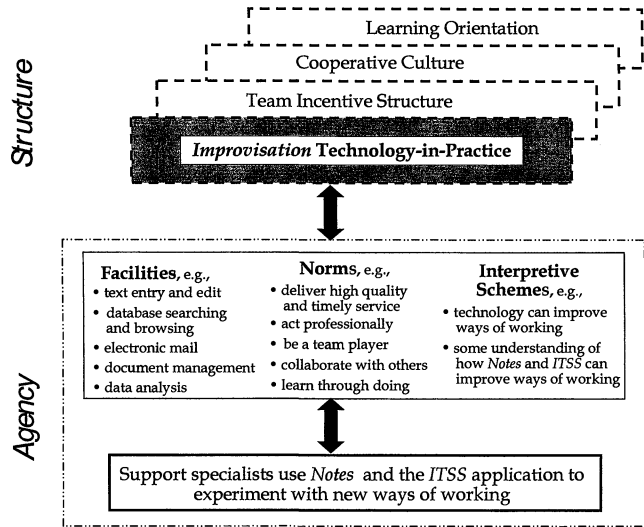 Structure
Learning Orientation
Cooperative Culture
Team Incentive Structure
Improvisation Technology-in-Practice
Agency
Facilities, e.g.,
• text entry and edit
• database searching
and browsing
• electronic mail
• document management
• data analysis
Norms, e.g.,
• deliver high quality
and timely service
• act professionally
• be a team player
• collaborate with others
• learn through doing
Interpretive
Schemes, e.g.,
• technology can improve
ways of working
• some understanding of
how Notes and ITSS can
improve ways of working
Support specialists use Notes and the ITSS application to
experiment with new ways of working